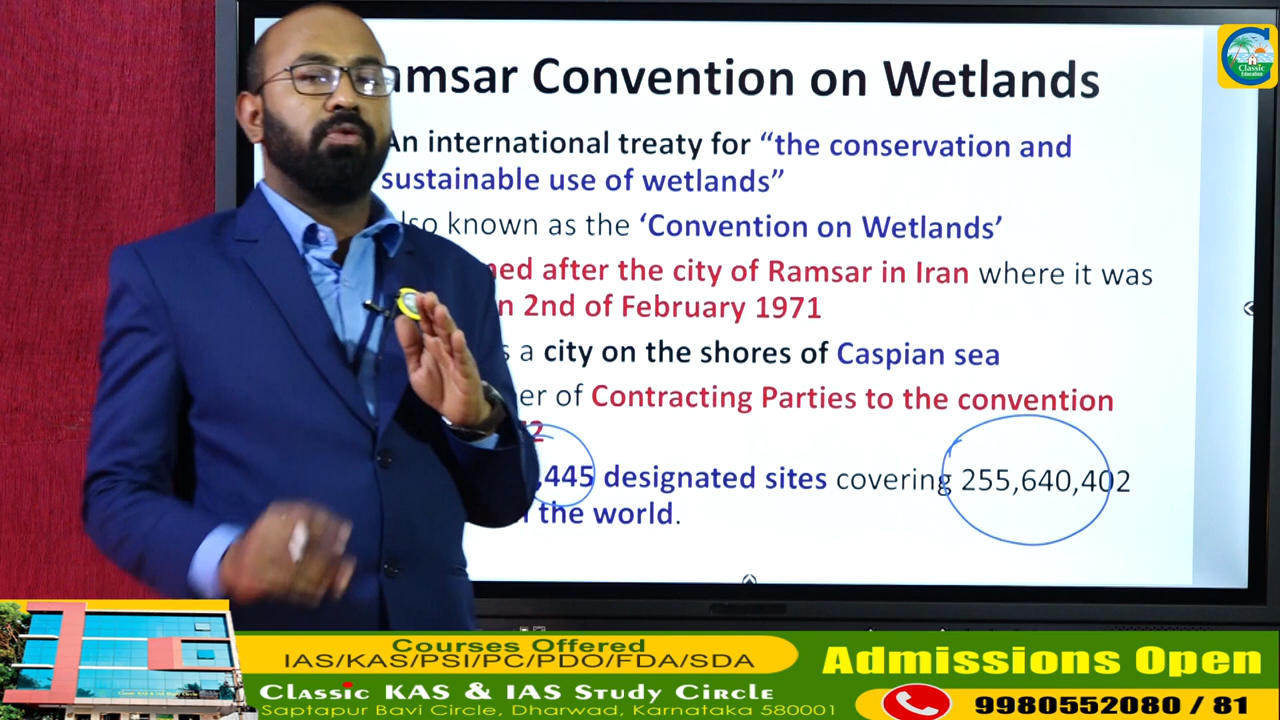 amsar Convention on Wetlands
An international treaty for “the conservation and
sustainable use of wetlands”
lso known as the ‘Convention on Wetlands’
ned after the city of Ramsar in Iran where it was
n 2nd of February 1971
s a city on the shores of Caspian sea
er of Contracting Parties to the convention
,445 designated sites covering 255,640,402
the world.
Classic
Education
Courses Offered
IAS/KAS/PSI/PC/PDO/FDA/SDA
Classic KAS & IAS Study Circle
Saptapur Bavi Circle, Dharwad, Karnataka 580001
Admissions Open
9980552080 / 81